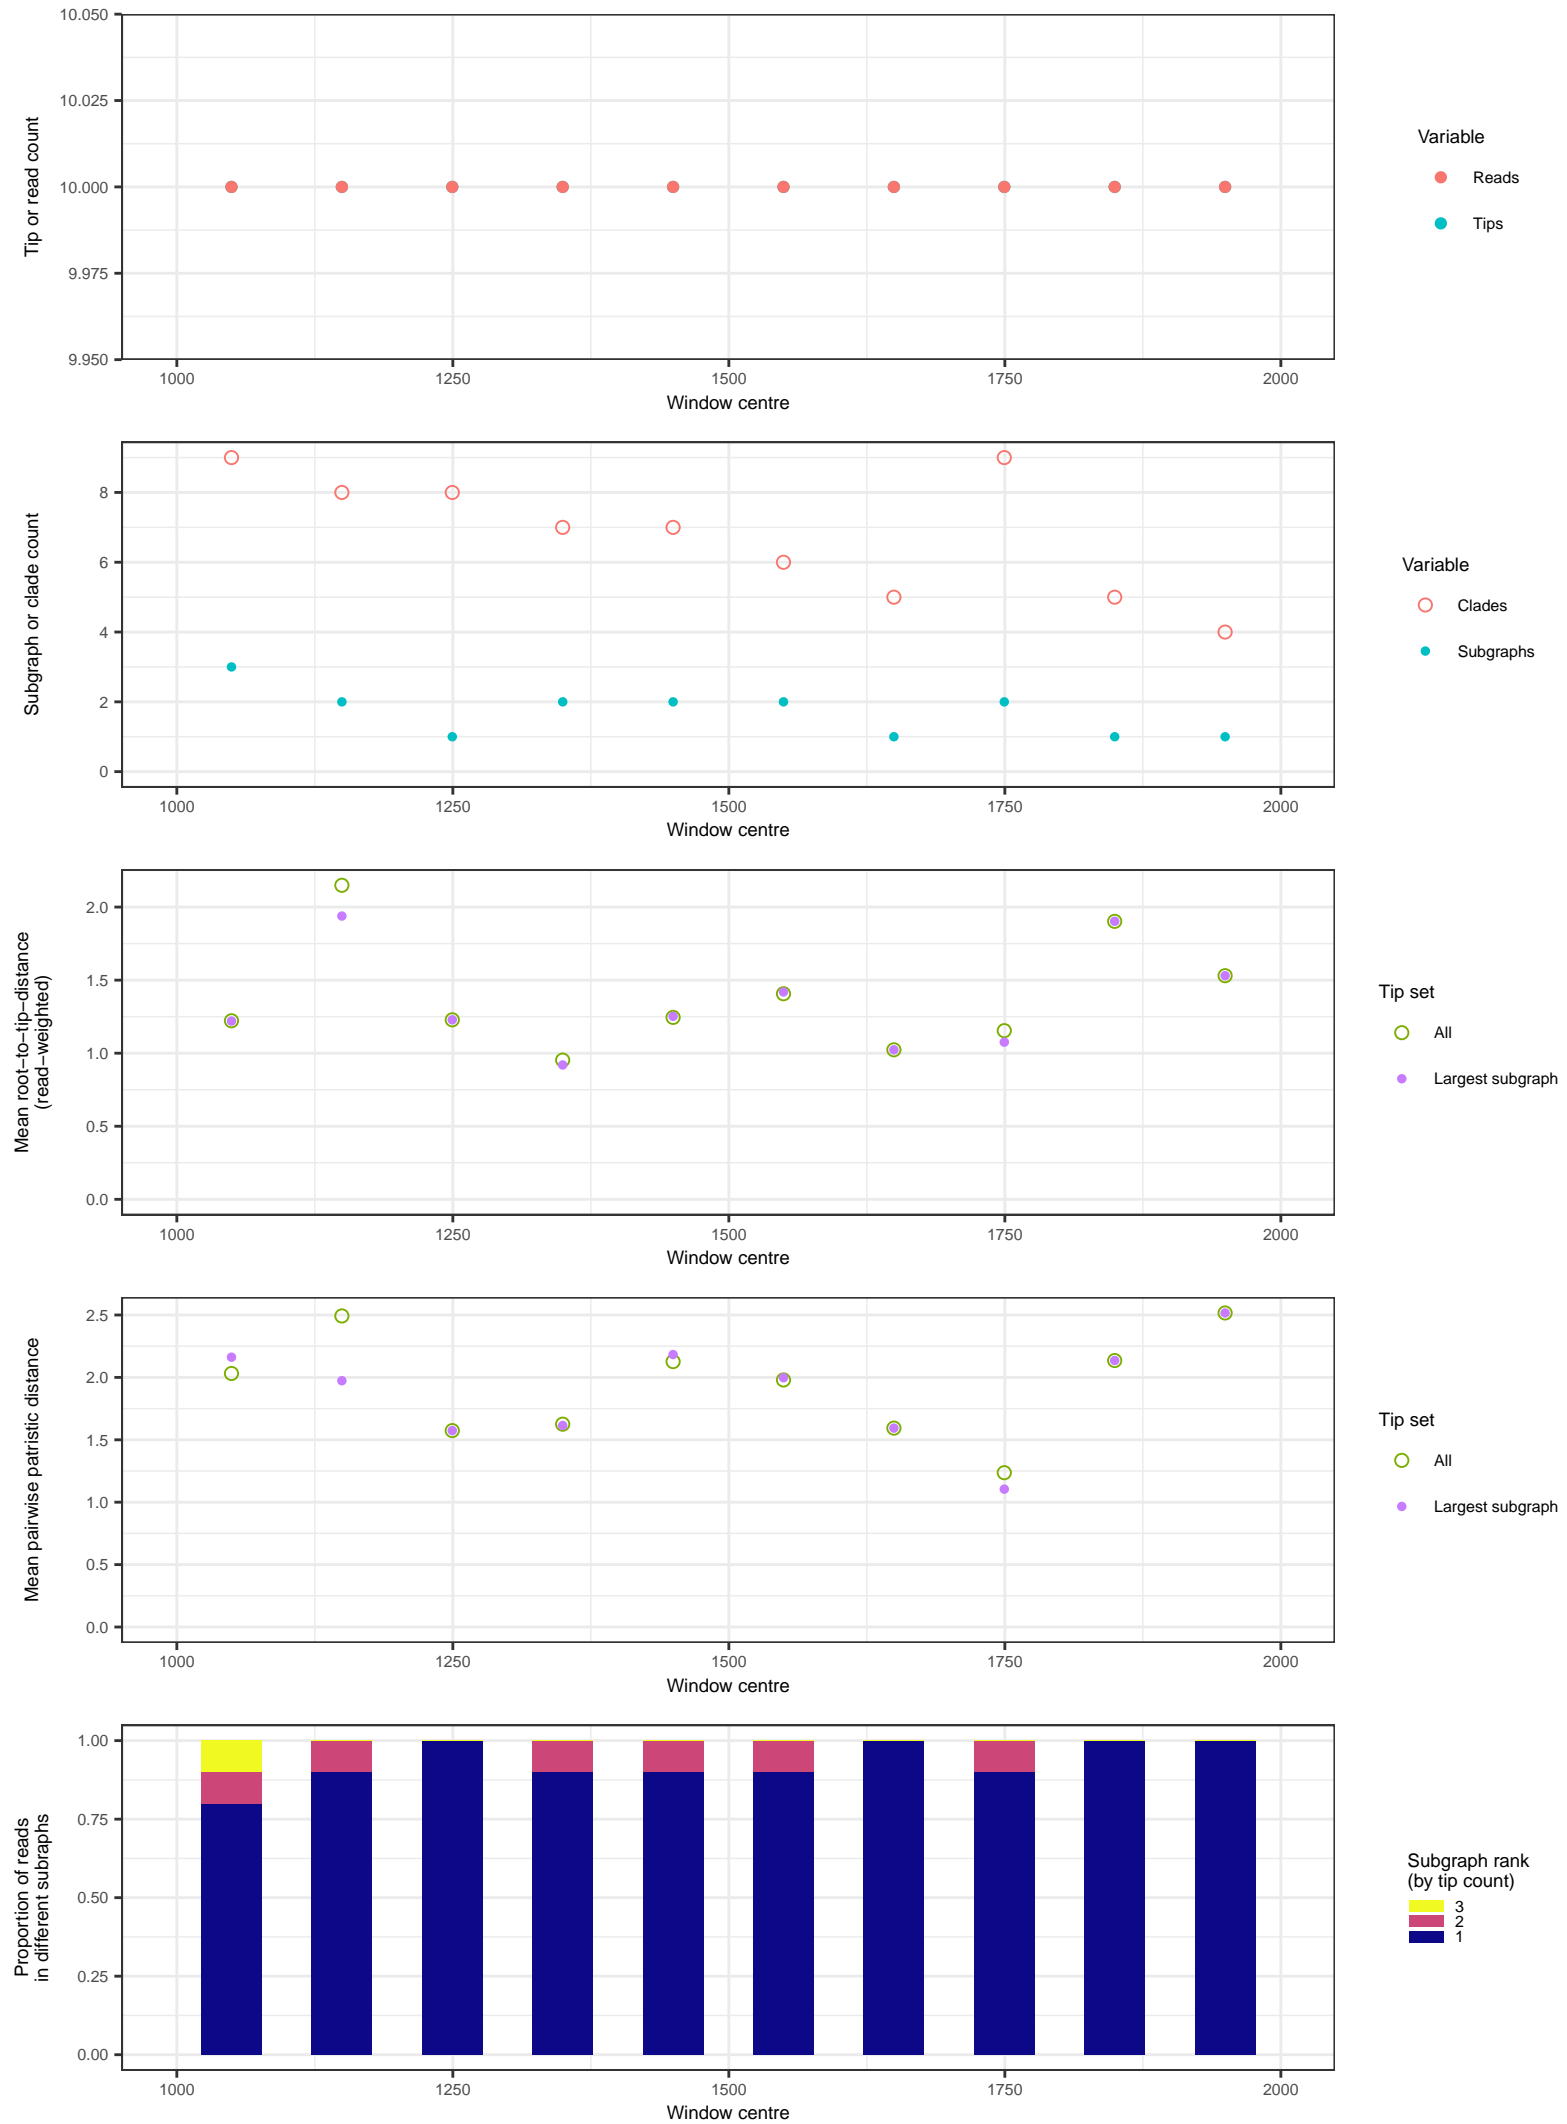 10.050
10.025
10.000
9.975
9.950
Tip or read count
1000 1250 1500 1750 2000
Window centre
Variable
Reads
Tips
8
6
4
2
0
Subgraph or clade count
1000 1250 1500 1750 2000
Window centre
Variable
Clades
Subgraphs
2.0
1.5
1.0
0.5
0.0
Mean root−to−tip−distance
(read−weighted)
1000 1250 1500 1750 2000
Window centre
Tip set
All
Largest subgraph
2.5
2.0
1.5
1.0
0.5
0.0
Mean pairwise patristic distance
1000 1250 1500 1750 2000
Window centre
Tip set
All
Largest subgraph
1.00
0.75
0.50
0.25
0.00
Proportion of reads
in different subraphs
1000 1250 1500 1750 2000
Window centre
Subgraph rank
(by tip count)
3
2
1